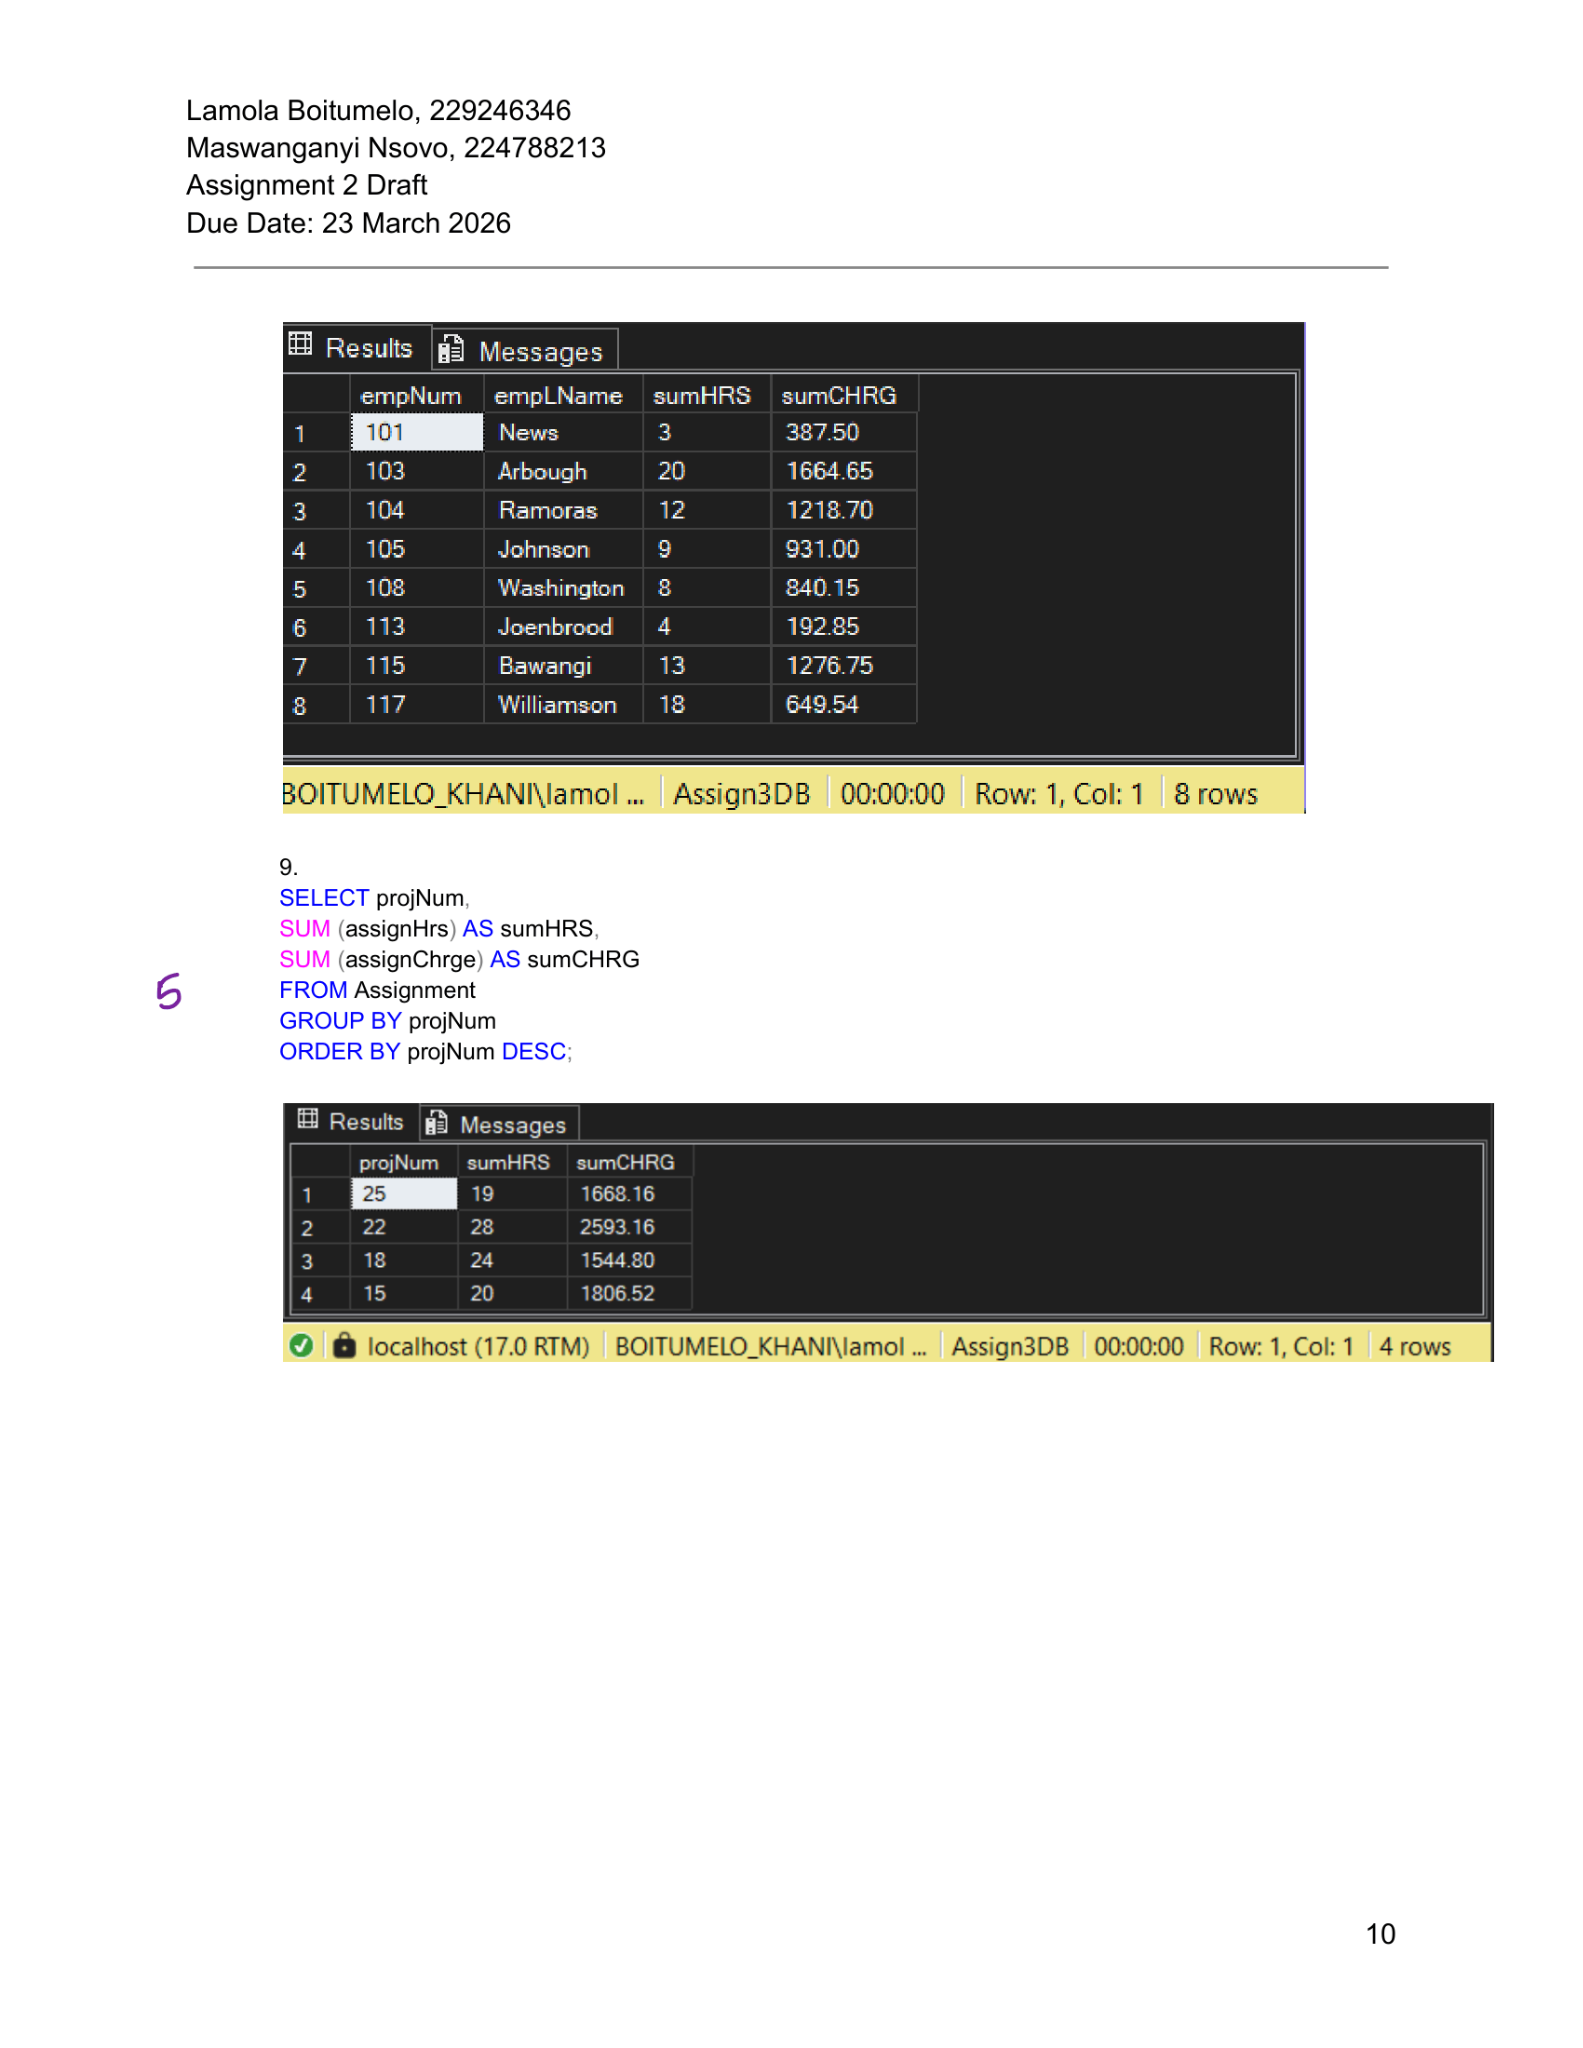 Lamola Boitumelo, 229246346
Maswanganyi Nsovo, 224788213
Assignment 2 Draft
Due Date: 23 March 2026
Results Messages
empNum empLName sumHRS sumCHRG
1 101 News 3 387.50
2 103 Arbough 20 1664.65
3 104 Ramoras 12 1218.70
4 105 Johnson 9 931.00
5 108 Washington 8 840.15
6 113 Joenbrood 4 192.85
7 115 Bawangi 13 1276.75
8 117 Williamson 18 649.54
BOITUMELO_KHANI\lamol ... Assign3DB 00:00:00 Row: 1, Col: 1 8 rows
9.
SELECT projNum,
SUM (assignHrs) AS sumHRS,
SUM (assignChrge) AS sumCHRG
5
FROM Assignment
GROUP BY projNum
ORDER BY projNum DESC;
Results Messages
projNum sumHRS sumCHRG
1 25 19 1668.16
2 22 28 2593.16
3 18 24 1544.80
4 15 20 1806.52
localhost (17.0 RTM) BOITUMELO_KHANI\lamol ... Assign3DB 00:00:00 Row: 1, Col: 1 4 rows
10